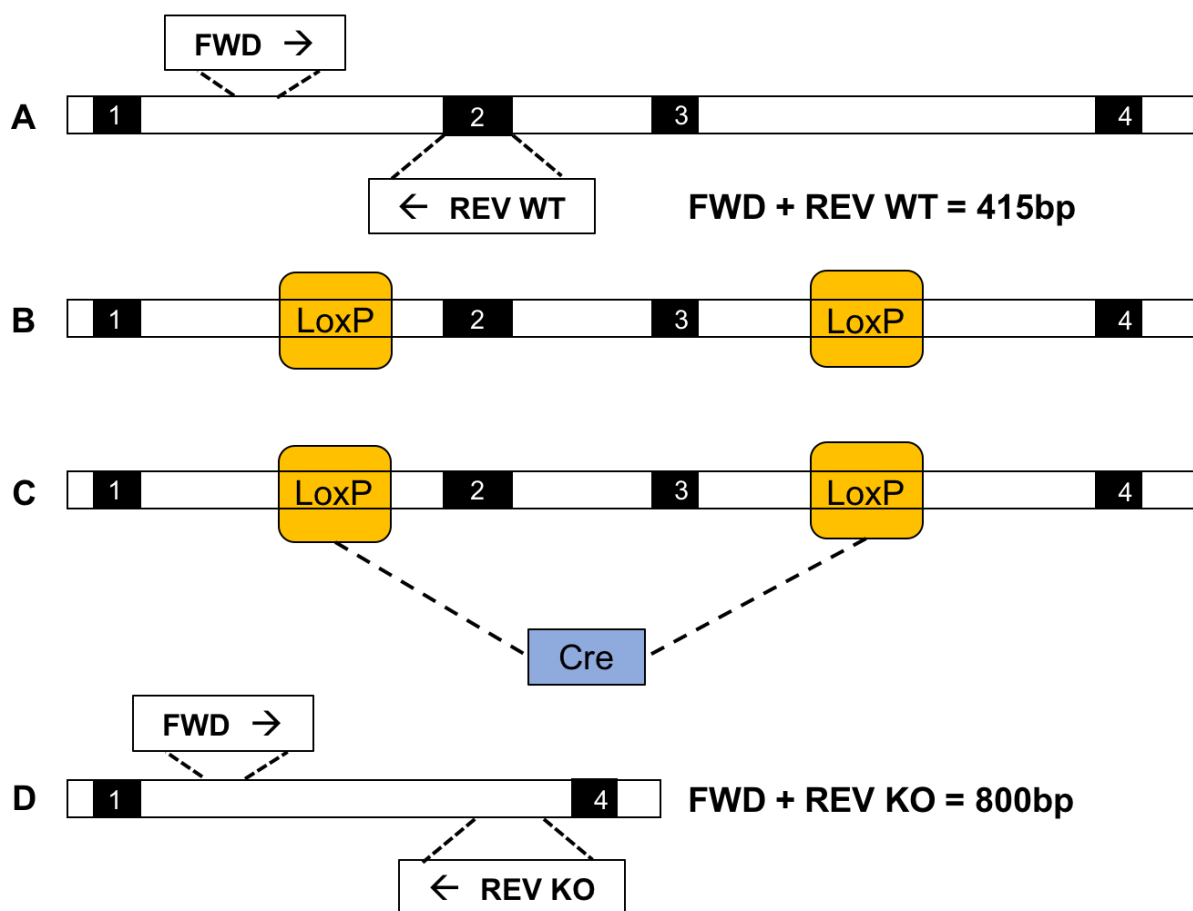 FWD →
A 1 2 3 4
← REV WT
FWD + REV WT = 415bp
B 1 LoxP 2 3 LoxP 4
C 1 LoxP 2 3 LoxP 4
Cre
FWD →
D 1 4
FWD + REV KO = 800bp
← REV KO